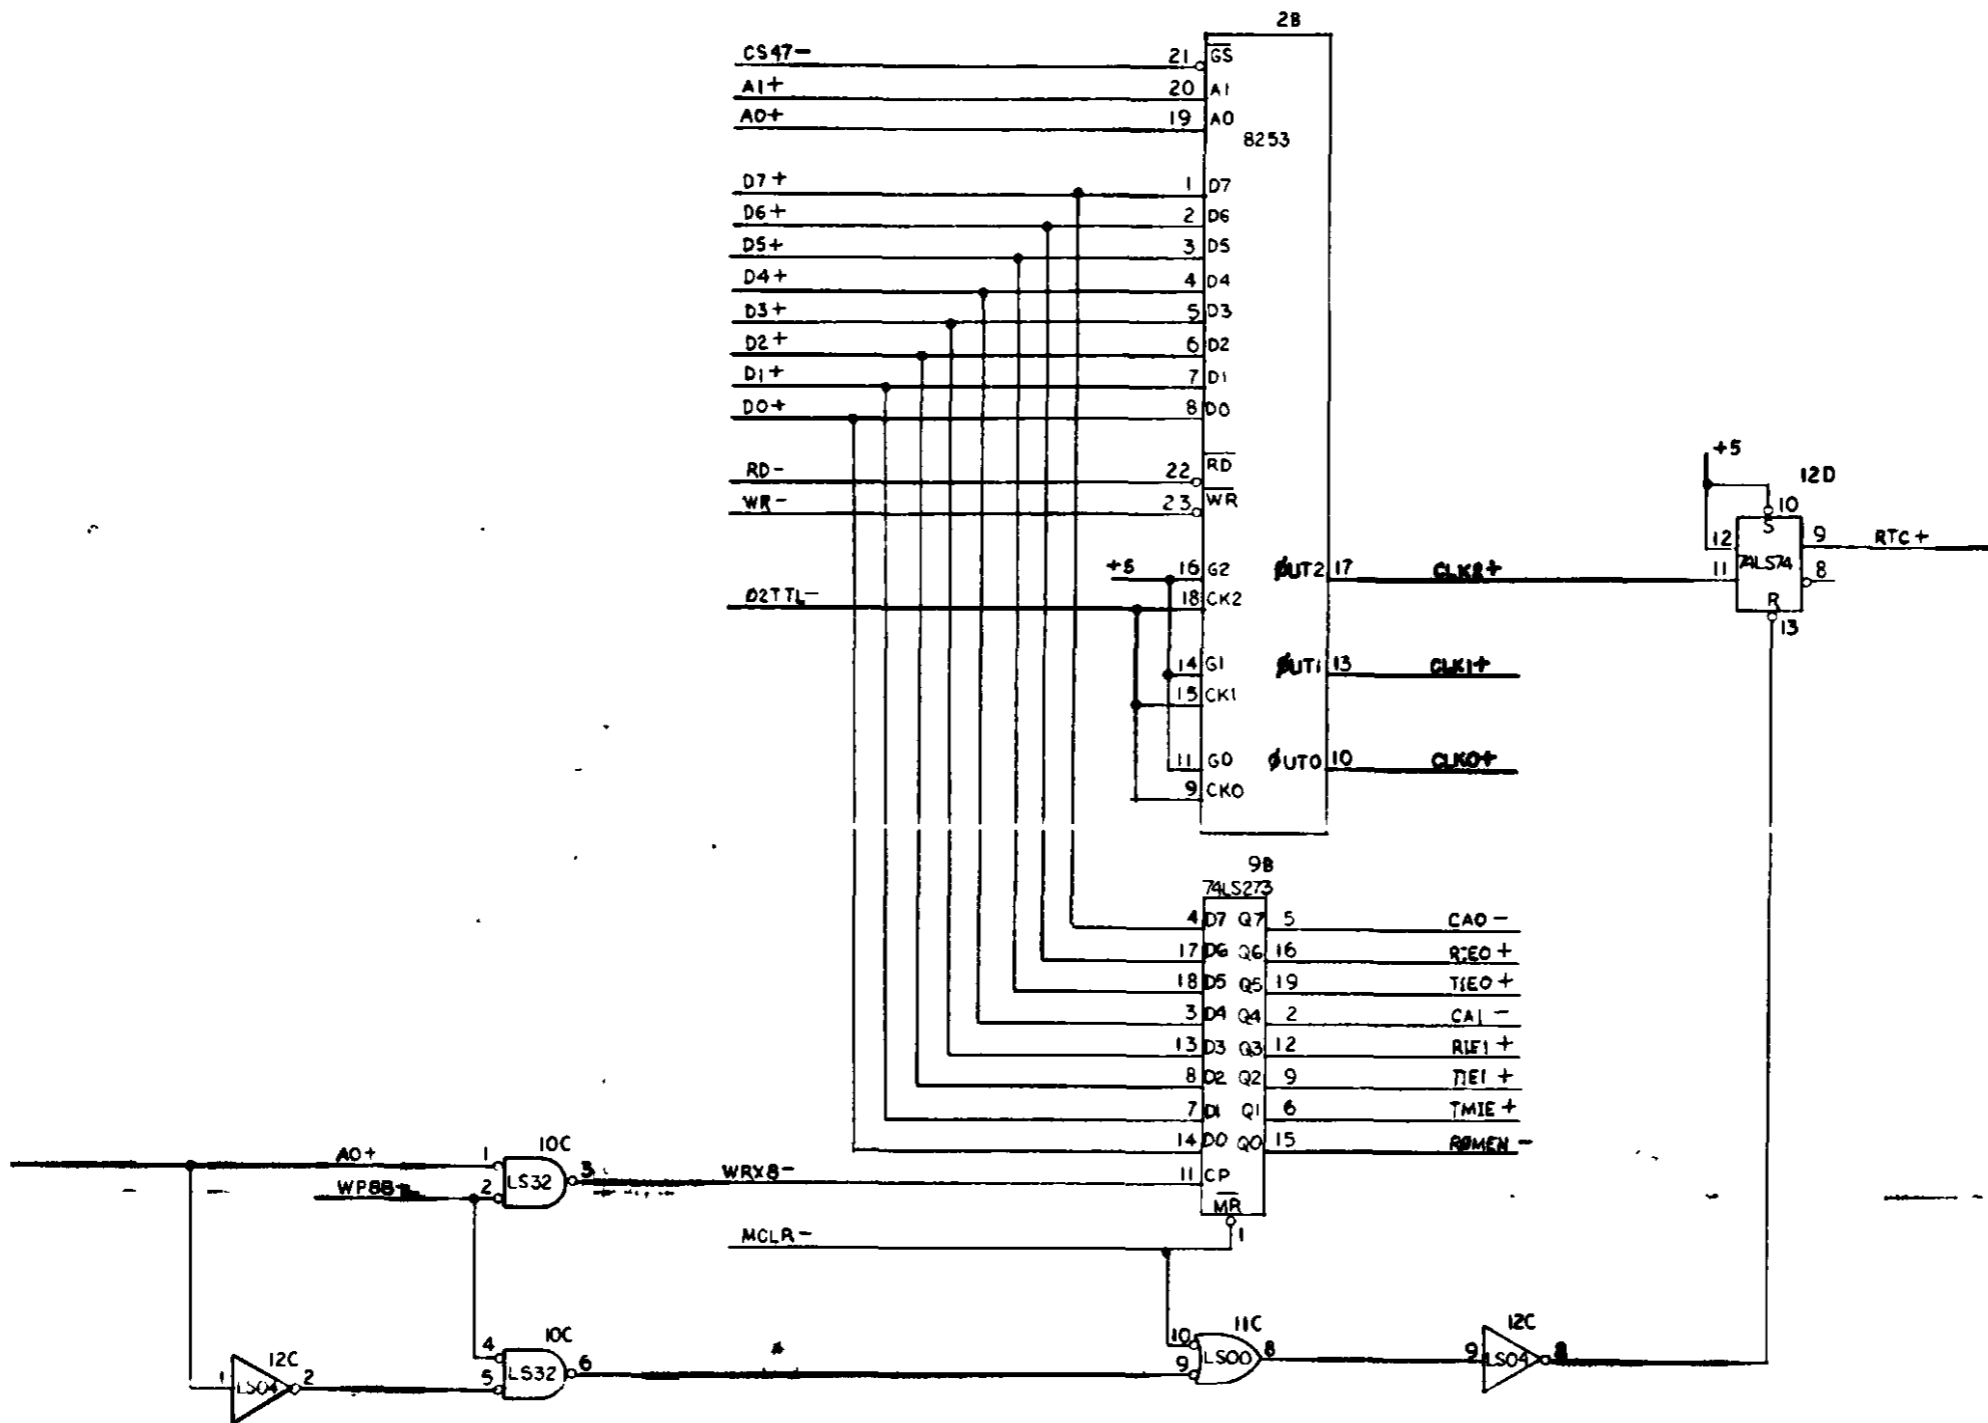 2B
CS47-
21
GS
A1+
20
A1
A0+
19
A0
8253
D7+
1
D7
D6+
2
D6
D5+
3
D5
D4+
4
D4
D3+
5
D3
D2+
6
D2
D1+
7
D1
D0+
8
D0
RD-
22
RD
WR-
23
WR
+5
16
G2
ØUT2
17
CLK2+
02TTL-
18
CK2
14
G1
ØUT1
13
CLK1+
15
CK1
11
G0
ØUT0
10
CLK0+
9
CK0
+5
12D
10
S
12
9
RTC+
74LS74
11
8
R
13
9B
74LS273
4
D7
Q7
5
CA0-
17
D6
Q6
16
RIE0+
18
D5
Q5
19
TIE0+
3
D4
Q4
2
CA1-
13
D3
Q3
12
RIE1+
8
D2
Q2
9
TIE1+
7
D1
Q1
6
TMIE+
14
D0
Q0
15
RØMEN-
11
CP
MR
1
A0+
1
10C
LS32
3
WRX8-
2
MCLR-
12C
1
LS04
2
4
10C
LS32
6
5
10
11C
LS00
8
9
12C
9
LS04
8